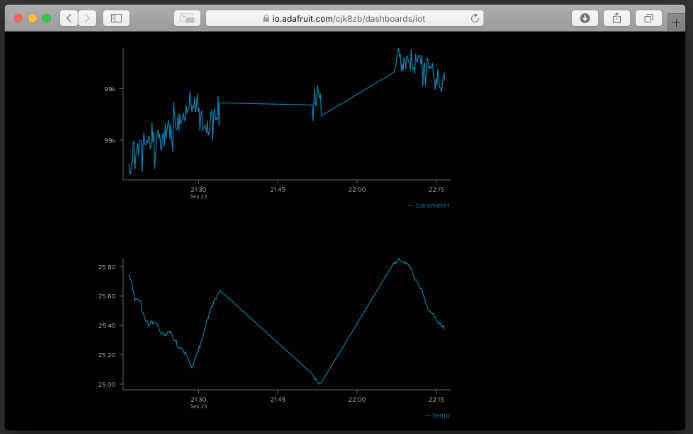 io.adafruit.com/cjk8zb/dashboards/iot
99k
99k
21:30 21:45 22:00 22:15
Sep 23
— barometer
25.80
25.60
25.40
25.20
25.00
21:30 21:45 22:00 22:15
Sep 23
— temp